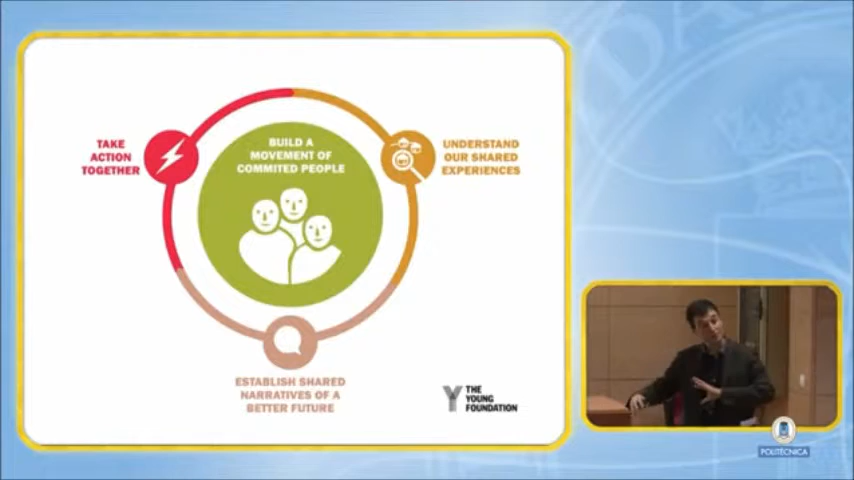 BUILD A
MOVEMENT OF
COMMITED PEOPLE
TAKE
ACTION
TOGETHER
UNDERSTAND
OUR SHARED
EXPERIENCES
ESTABLISH SHARED
NARRATIVES OF A
BETTER FUTURE
THE
YOUNG
FOUNDATION
POLITÉCNICA